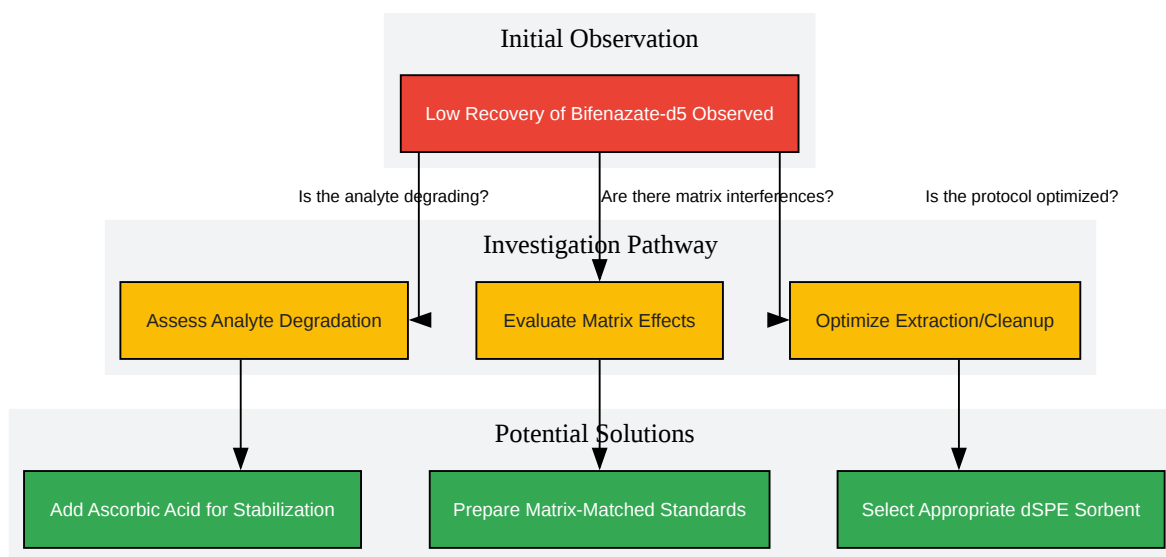 Initial Observation
Low Recovery of Bifenazate-d5 Observed
Is the analyte degrading?
Are there matrix interferences?
Is the protocol optimized?
Investigation Pathway
Assess Analyte Degradation
Evaluate Matrix Effects
Optimize Extraction/Cleanup
Potential Solutions
Add Ascorbic Acid for Stabilization
Prepare Matrix-Matched Standards
Select Appropriate dSPE Sorbent